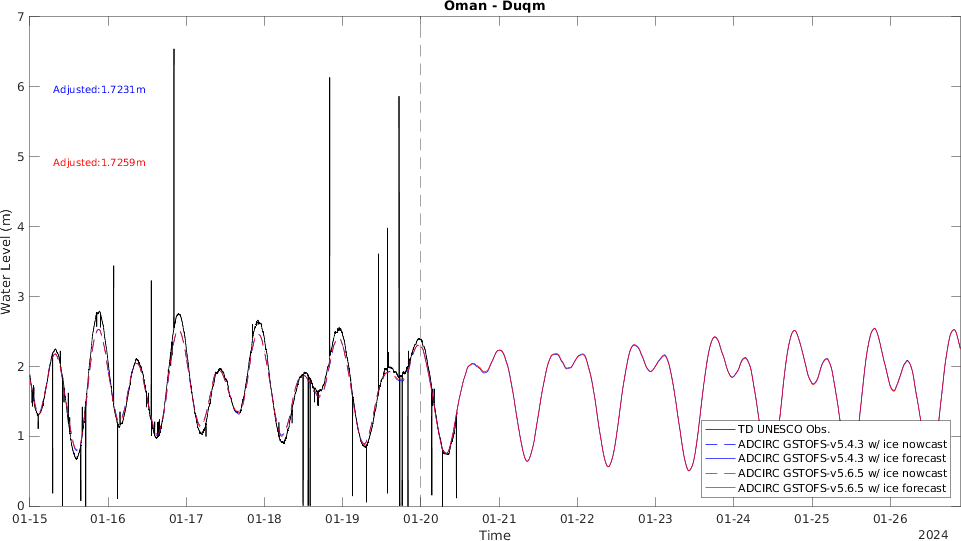 Oman - Duqm
7
6
5
4
3
2
1
0
Water Level (m)
Adjusted:1.7231m
Adjusted:1.7259m
TD UNESCO Obs.
ADCIRC GSTOFS-v5.4.3 w/ ice nowcast
ADCIRC GSTOFS-v5.4.3 w/ ice forecast
ADCIRC GSTOFS-v5.6.5 w/ ice nowcast
ADCIRC GSTOFS-v5.6.5 w/ ice forecast
01-15 01-16 01-17 01-18 01-19 01-20 01-21 01-22 01-23 01-24 01-25 01-26
Time
2024